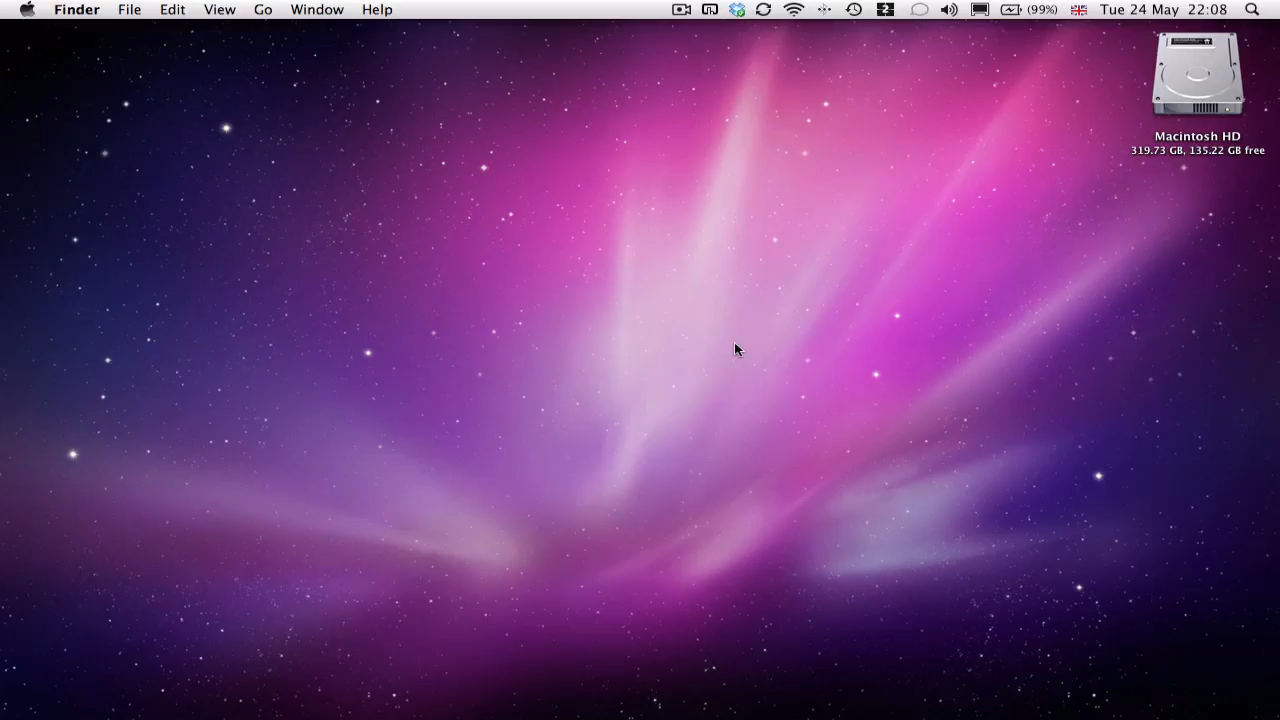 Finder File Edit View Go Window Help 2 (99%) Tue 24 May 22:08
Macintosh HD
319.73 GB, 135.22 GB free